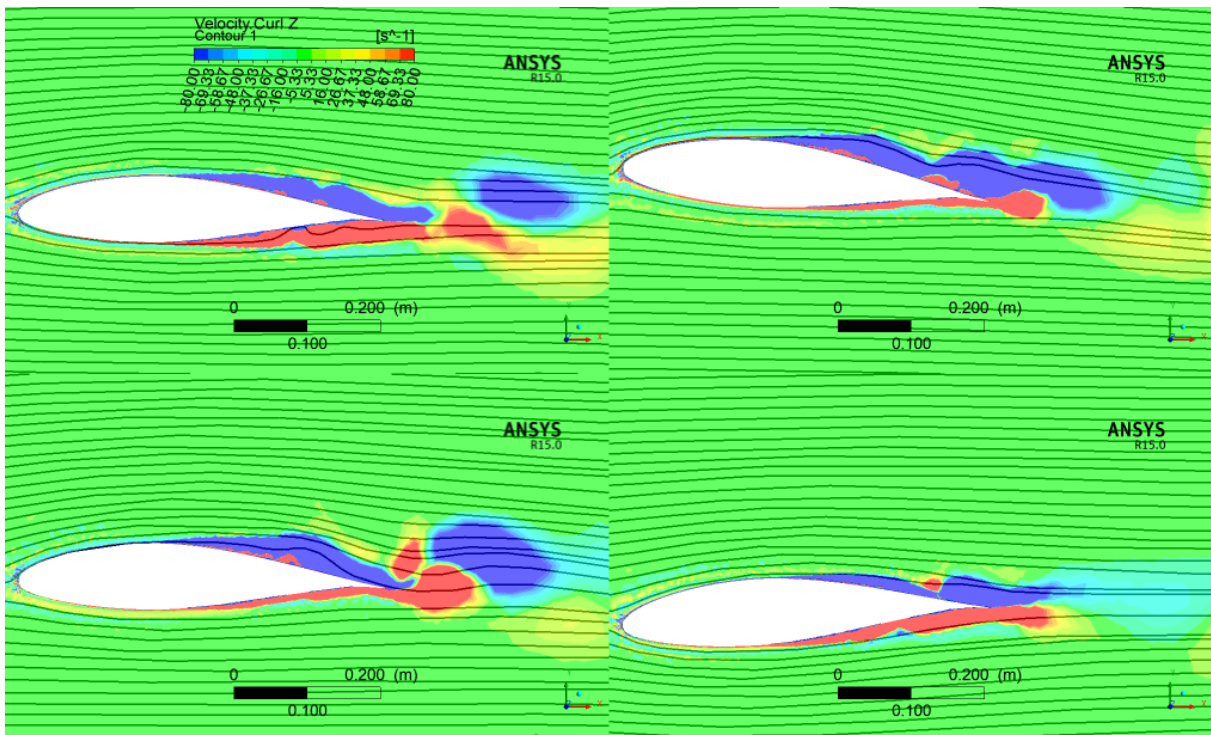 Velocity.Curl Z
Contour 1
[s^-1]
-80.00
-69.33
-58.67
-48.00
-37.33
-26.67
-16.00
-5.33
5.33
16.00
26.67
37.33
48.00
58.67
69.33
80.00
ANSYS
R15.0
0 0.200 (m)
0.100
Y
X
ANSYS
R15.0
0 0.200 (m)
0.100
Y
X
ANSYS
R15.0
0 0.200 (m)
0.100
Y
X
ANSYS
R15.0
0 0.200 (m)
0.100
Y
X